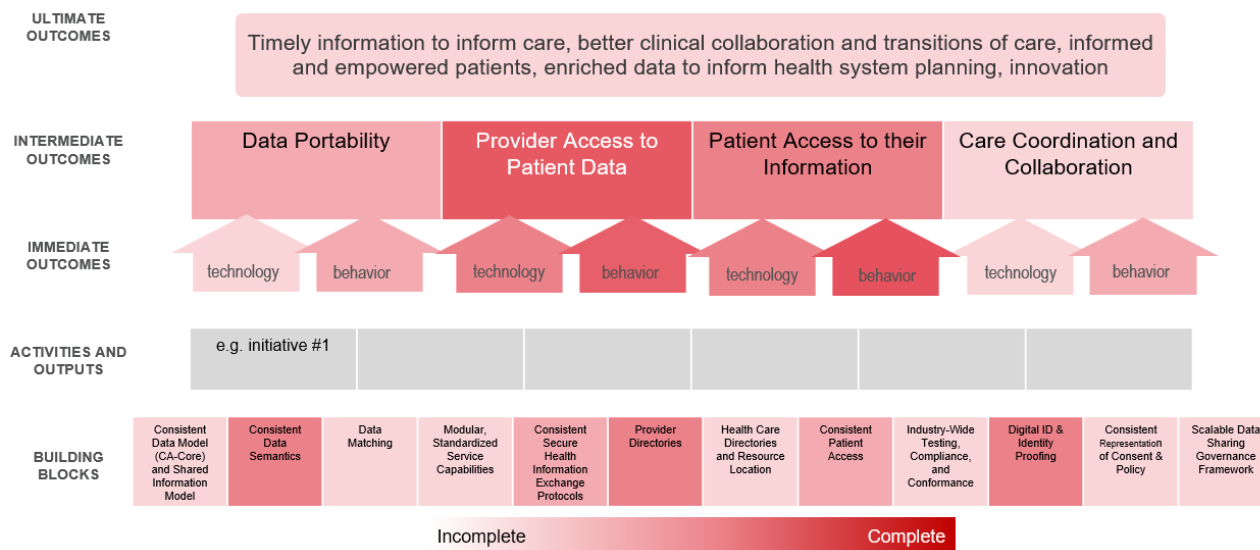 ULTIMATE
OUTCOMES
Timely information to inform care, better clinical collaboration and transitions of care, informed
and empowered patients, enriched data to inform health system planning, innovation
INTERMEDIATE
OUTCOMES
Data Portability
Provider Access to
Patient Data
Patient Access to their
Information
Care Coordination and
Collaboration
IMMEDIATE
OUTCOMES
technology
behavior
technology
behavior
technology
behavior
technology
behavior
ACTIVITIES AND
OUTPUTS
e.g. initiative #1
BUILDING
BLOCKS
Consistent
Data Model
(CA-Core)
and Shared
Information
Model
Consistent
Data
Semantics
Data
Matching
Modular,
Standardized
Service
Capabilities
Consistent
Secure
Health
Information
Exchange
Protocols
Provider
Directories
Health Care
Directories
and Resource
Location
Consistent
Patient
Access
Industry-Wide
Testing,
Compliance,
and
Conformance
Digital ID &
Identity
Proofing
Consistent
Representation
of Consent &
Policy
Scalable Data
Sharing
Governance
Framework
Incomplete
Complete